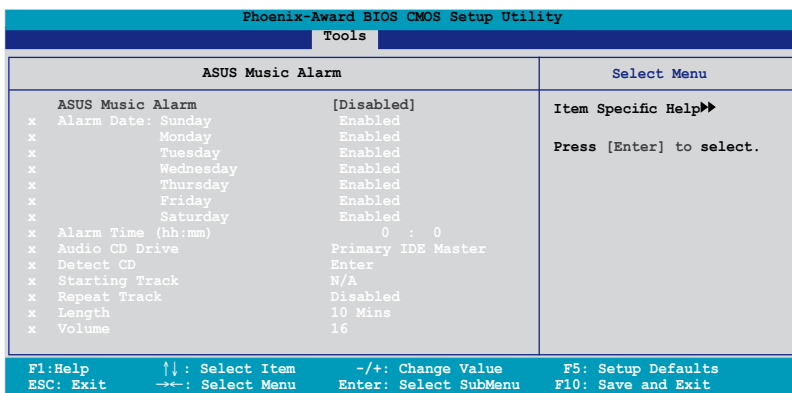 Phoenix-Award BIOS CMOS Setup Utility
Tools
ASUS Music Alarm
Select Menu
ASUS Music Alarm [Disabled]
x Alarm Date: Sunday Enabled
x Monday Enabled
x Tuesday Enabled
x Wednesday Enabled
x Thursday Enabled
x Friday Enabled
x Saturday Enabled
x Alarm Time (hh:mm) 0 : 0
x Audio CD Drive Primary IDE Master
x Detect CD Enter
x Starting Track N/A
x Repeat Track Disabled
x Length 10 Mins
x Volume 16
Item Specific Help▶▶
Press [Enter] to select.
F1:Help ↑↓: Select Item -/+: Change Value F5: Setup Defaults
ESC: Exit →←: Select Menu Enter: Select SubMenu F10: Save and Exit